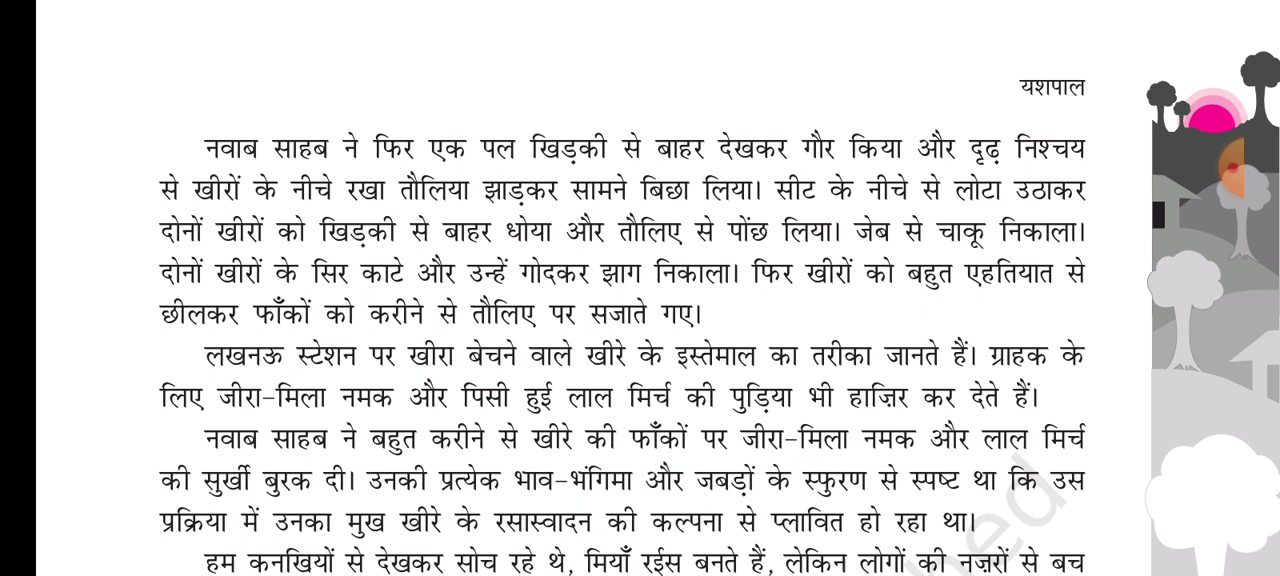 यशपाल
नवाब साहब ने फिर एक पल खिड़की से बाहर देखकर गौर किया और दृढ़ निश्चय
से खीरों के नीचे रखा तौलिया झाड़कर सामने बिछा लिया। सीट के नीचे से लोटा उठाकर
दोनों खीरों को खिड़की से बाहर धोया और तौलिए से पोंछ लिया। जेब से चाकू निकाला।
दोनों खीरों के सिर काटे और उन्हें गोदकर झाग निकाला। फिर खीरों को बहुत एहतियात से
छीलकर फाँकों को करीने से तौलिए पर सजाते गए।
लखनऊ स्टेशन पर खीरा बेचने वाले खीरे के इस्तेमाल का तरीका जानते हैं। ग्राहक के
लिए जीरा-मिला नमक और पिसी हुई लाल मिर्च की पुड़िया भी हाज़िर कर देते हैं।
नवाब साहब ने बहुत करीने से खीरे की फाँकों पर जीरा-मिला नमक और लाल मिर्च
की सुर्खी बुरक दी। उनकी प्रत्येक भाव-भंगिमा और जबड़ों के स्फुरण से स्पष्ट था कि उस
प्रक्रिया में उनका मुख खीरे के रसास्वादन की कल्पना से प्लावित हो रहा था।
हम कनखियों से देखकर सोच रहे थे, मियाँ रईस बनते हैं, लेकिन लोगों की नज़रों से बच